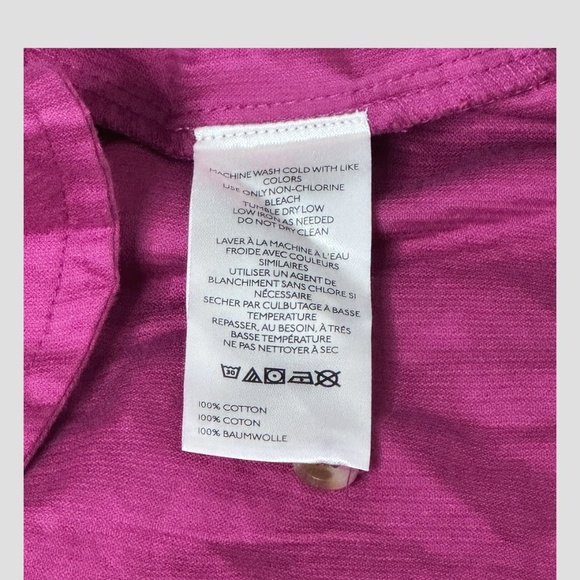 MACHINE WASH COLD WITH LIKE
COLORS
USE ONLY NON-CHLORINE
BLEACH
TUMBLE DRY LOW
LOW IRON AS NEEDED
DO NOT DRY CLEAN
LAVER À LA MACHINE À L'EAU
FROIDE AVEC COULEURS
SIMILAIRES
UTILISER UN AGENT DE
BLANCHIMENT SANS CHLORE SI
NÉCESSAIRE
SECHER PAR CULBUTAGE À BASSE
TEMPERATURE
REPASSER, AU BESOIN, À TRÉS
BASSE TEMPÉRATURE
NE PAS NETTOYER À SEC
30
100% COTTON
100% COTON
100% BAUMWOLLE